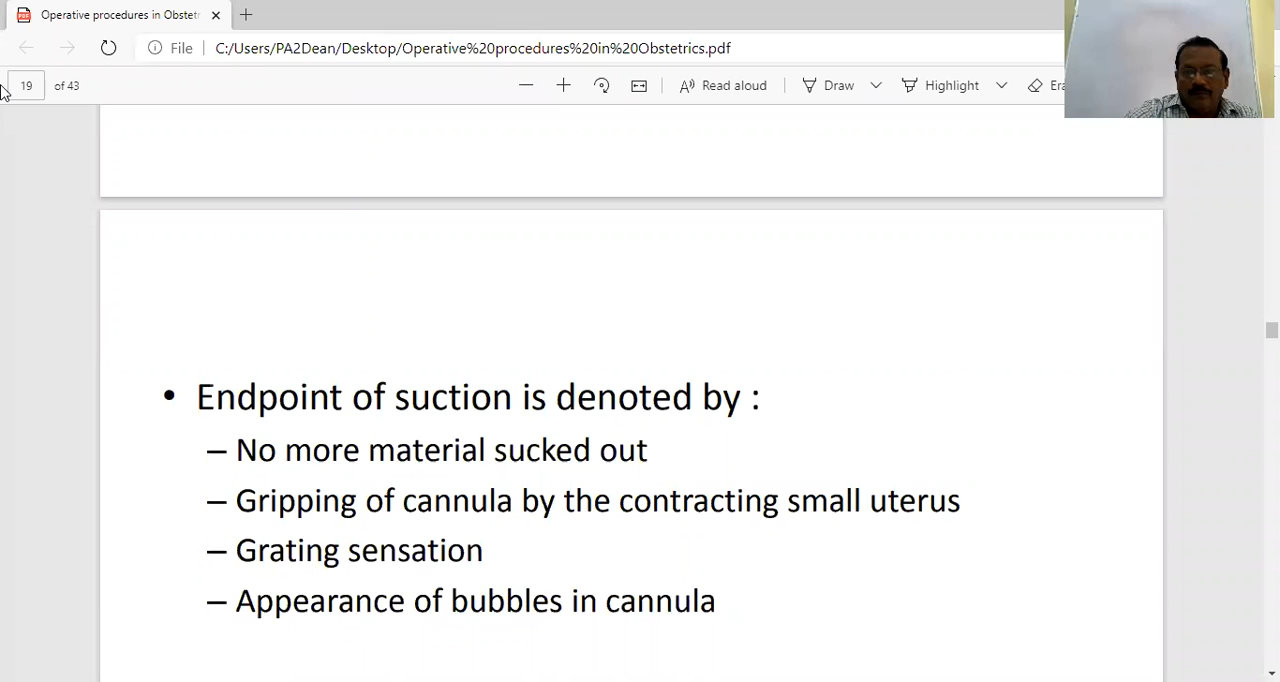 Operative procedures in Obstetr
File
C:/Users/PA2Dean/Desktop/Operative%20procedures%20in%20Obstetrics.pdf
19 of 43
Read aloud
Draw
Highlight
Era
• Endpoint of suction is denoted by :
– No more material sucked out
– Gripping of cannula by the contracting small uterus
– Grating sensation
– Appearance of bubbles in cannula